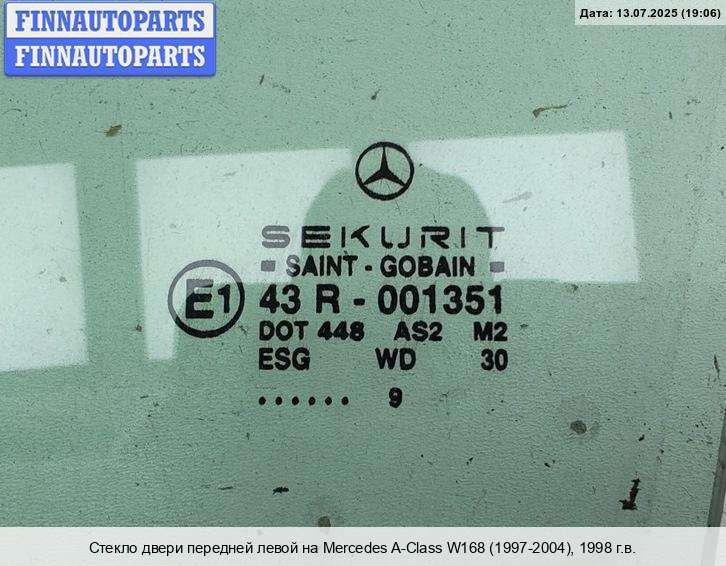 FINNAUTOPARTS
FINNAUTOPARTS
Дата: 13.07.2025 (19:06)
SEKURIT
SAINT - GOBAIN
E1 43 R - 001351
DOT 448 AS2 M2
ESG WD 30
...... 9
Стекло двери передней левой на Mercedes A-Class W168 (1997-2004), 1998 г.в.